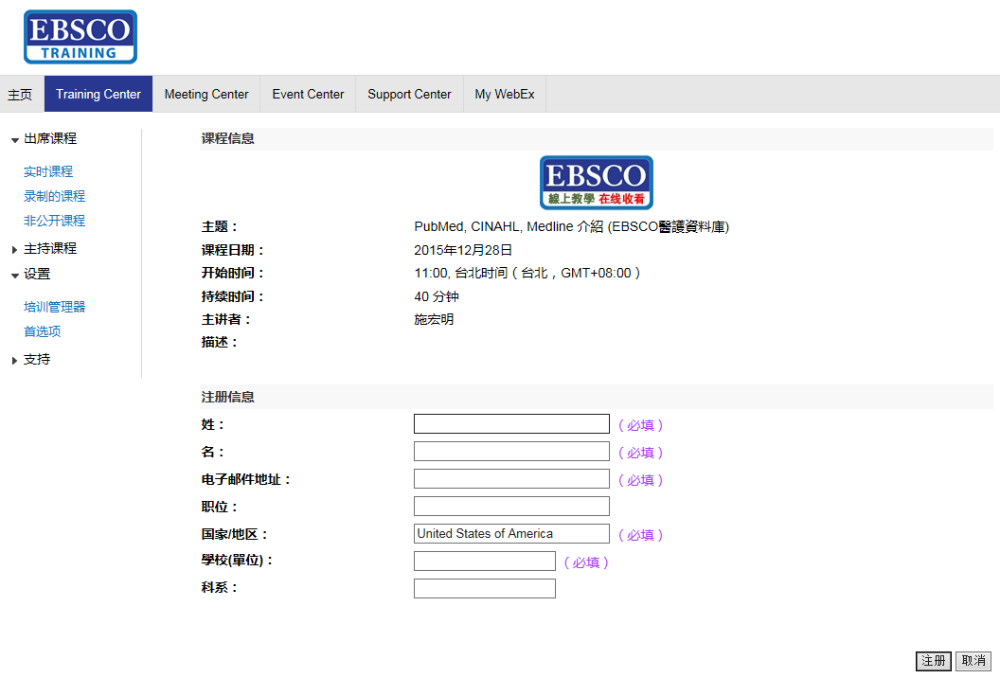 EBSCO
TRAINING
主页 Training Center Meeting Center Event Center Support Center My WebEx
出席课程
实时课程
录制的课程
非公开课程
主持课程
设置
培训管理器
首选项
支持
课程信息
EBSCO
線上教學 在线收看
主题： PubMed, CINAHL, Medline 介紹 (EBSCO醫護資料庫)
课程日期： 2015年12月28日
开始时间： 11:00, 台北时间（台北，GMT+08:00）
持续时间： 40 分钟
主讲者： 施宏明
描述：
注册信息
姓： （必填）
名： （必填）
电子邮件地址： （必填）
职位：
国家/地区： United States of America （必填）
學校(單位)： （必填）
科系：
注册 取消